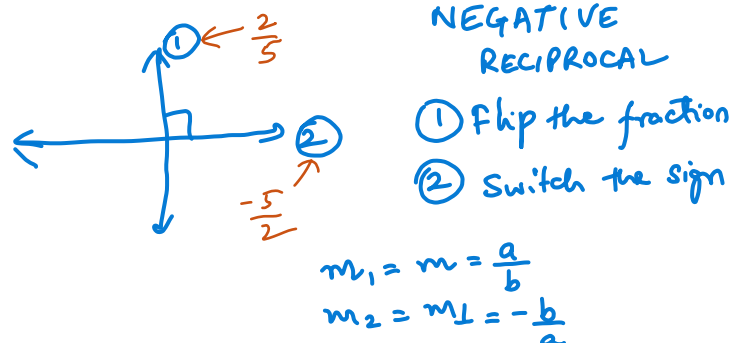 NEGATIVE
RECIPROCAL
① Flip the fraction
② Switch the sign
① ← 2/5
②
-5/2
m₁ = m = a/b
m₂ = m⊥ = -b/a